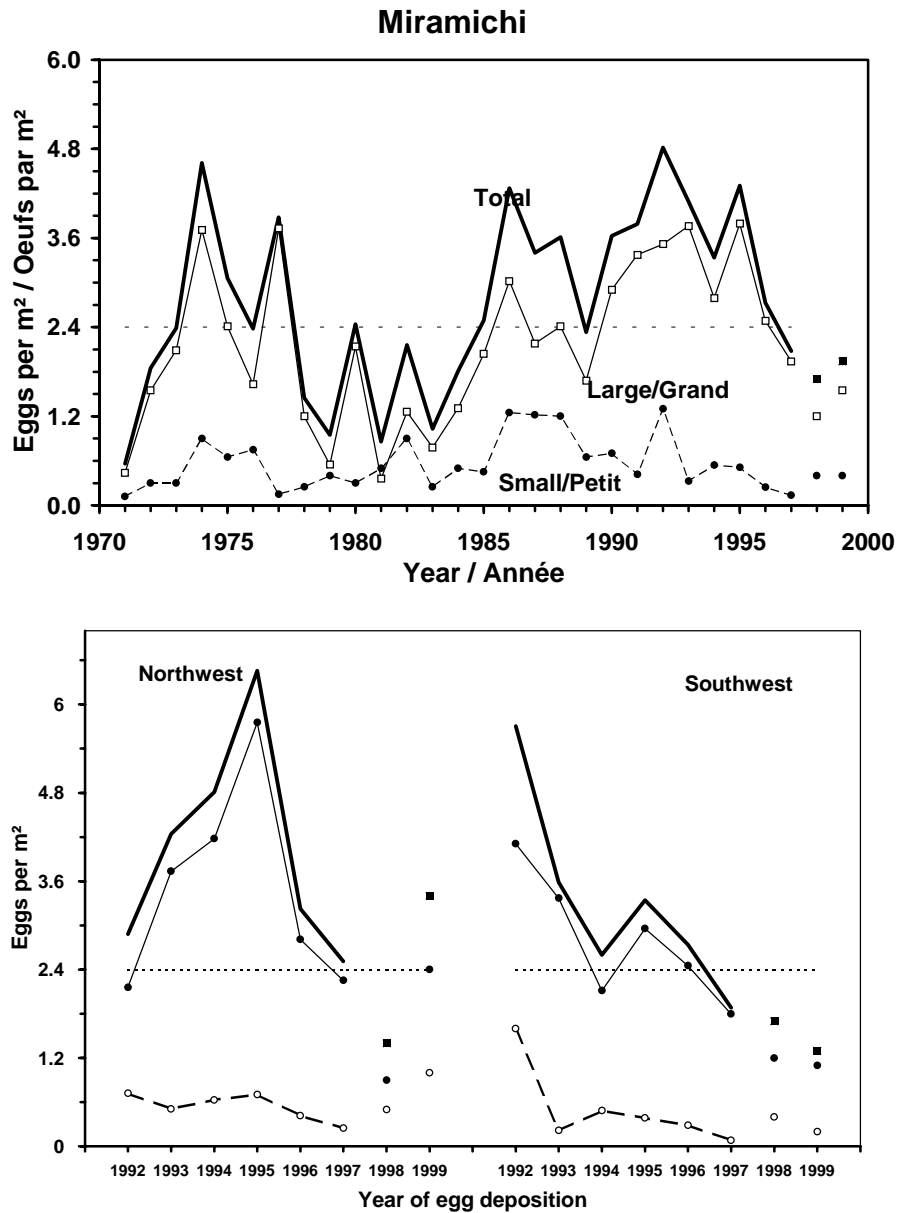 Miramichi
Eggs per m² / Oeufs par m²
6.0
4.8
3.6
2.4
1.2
0.0
Total
Large/Grand
Small/Petit
1970 1975 1980 1985 1990 1995 2000
Year / Année
Eggs per m²
Northwest
Southwest
6
4.8
3.6
2.4
1.2
0
1992 1993 1994 1995 1996 1997 1998 1999 1992 1993 1994 1995 1996 1997 1998 1999
Year of egg deposition